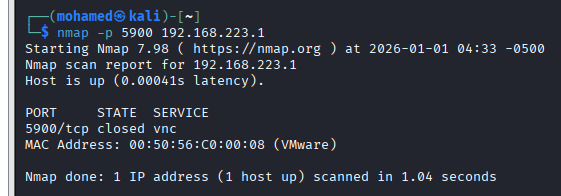 ┌──(mohamed㉿kali)-[~]
└─$ nmap -p 5900 192.168.223.1
Starting Nmap 7.98 ( https://nmap.org ) at 2026-01-01 04:33 -0500
Nmap scan report for 192.168.223.1
Host is up (0.00041s latency).

PORT     STATE  SERVICE
5900/tcp closed vnc
MAC Address: 00:50:56:C0:00:08 (VMware)

Nmap done: 1 IP address (1 host up) scanned in 1.04 seconds